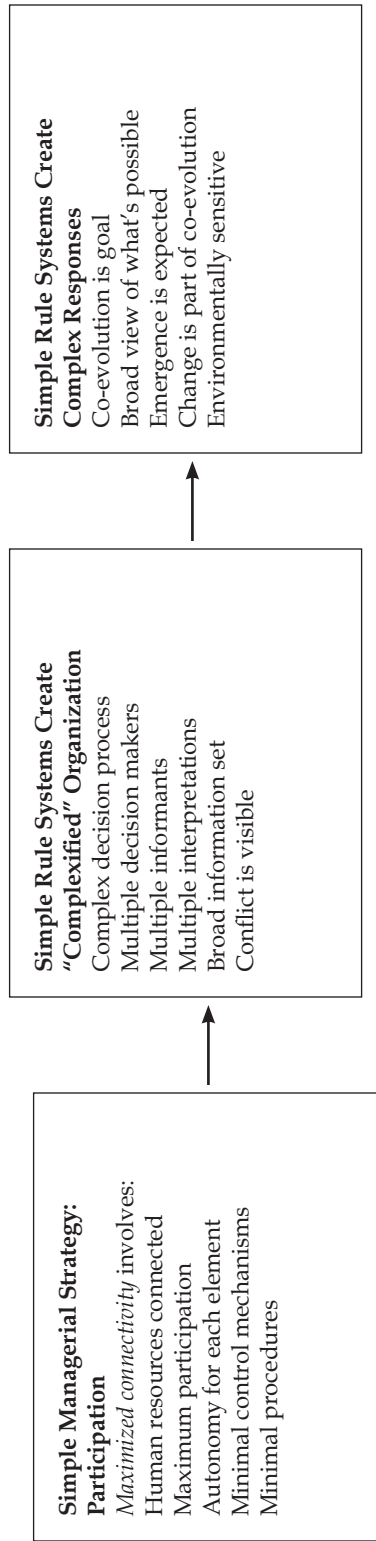 Simple Managerial Strategy:
Participation
Maximized connectivity involves:
Human resources connected
Maximum participation
Autonomy for each element
Minimal control mechanisms
Minimal procedures
Simple Rule Systems Create
“Complexified” Organization
Complex decision process
Multiple decision makers
Multiple informants
Multiple interpretations
Broad information set
Conflict is visible
Simple Rule Systems Create
Complex Responses
Co-evolution is goal
Broad view of what’s possible
Emergence is expected
Change is part of co-evolution
Environmentally sensitive